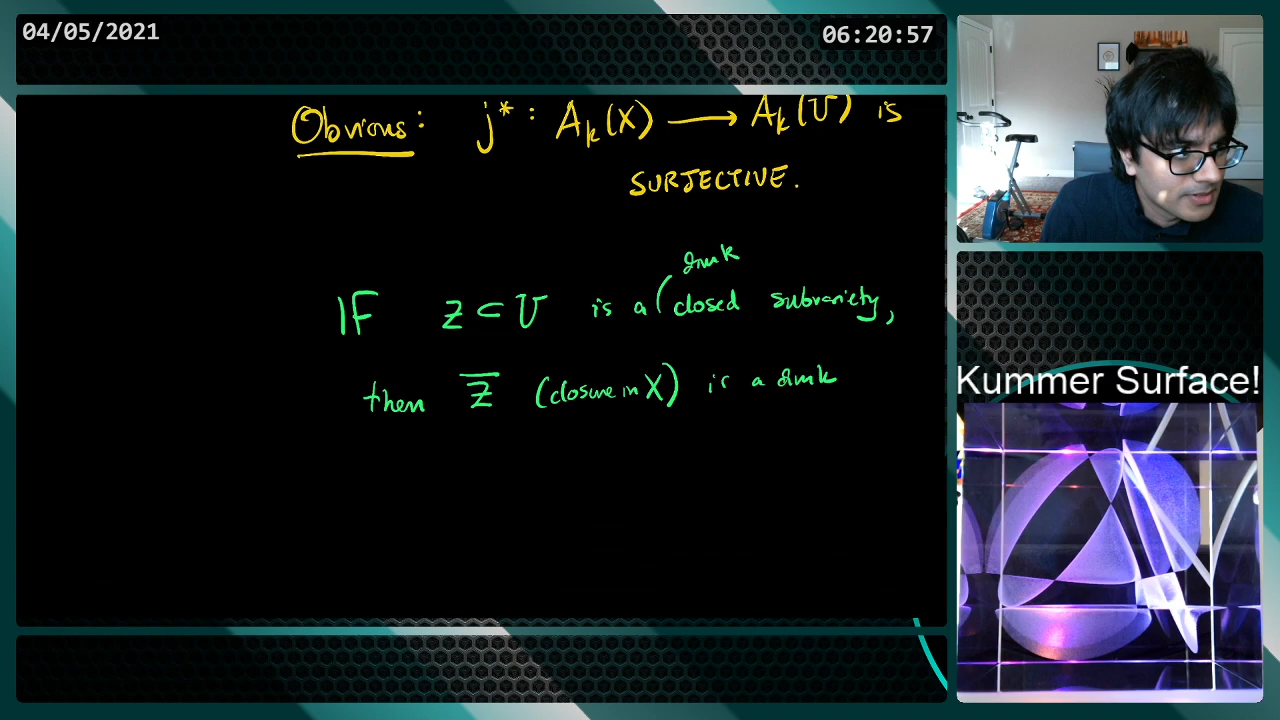 04/05/2021
06:20:57
Obvious: j* : A_k(X) ⟶ A_k(U) is
SURJECTIVE.
dim k
IF Z ⊂ U is a ( closed subvariety,
then Z̅ (closure in X) is a dim k
Kummer Surface!